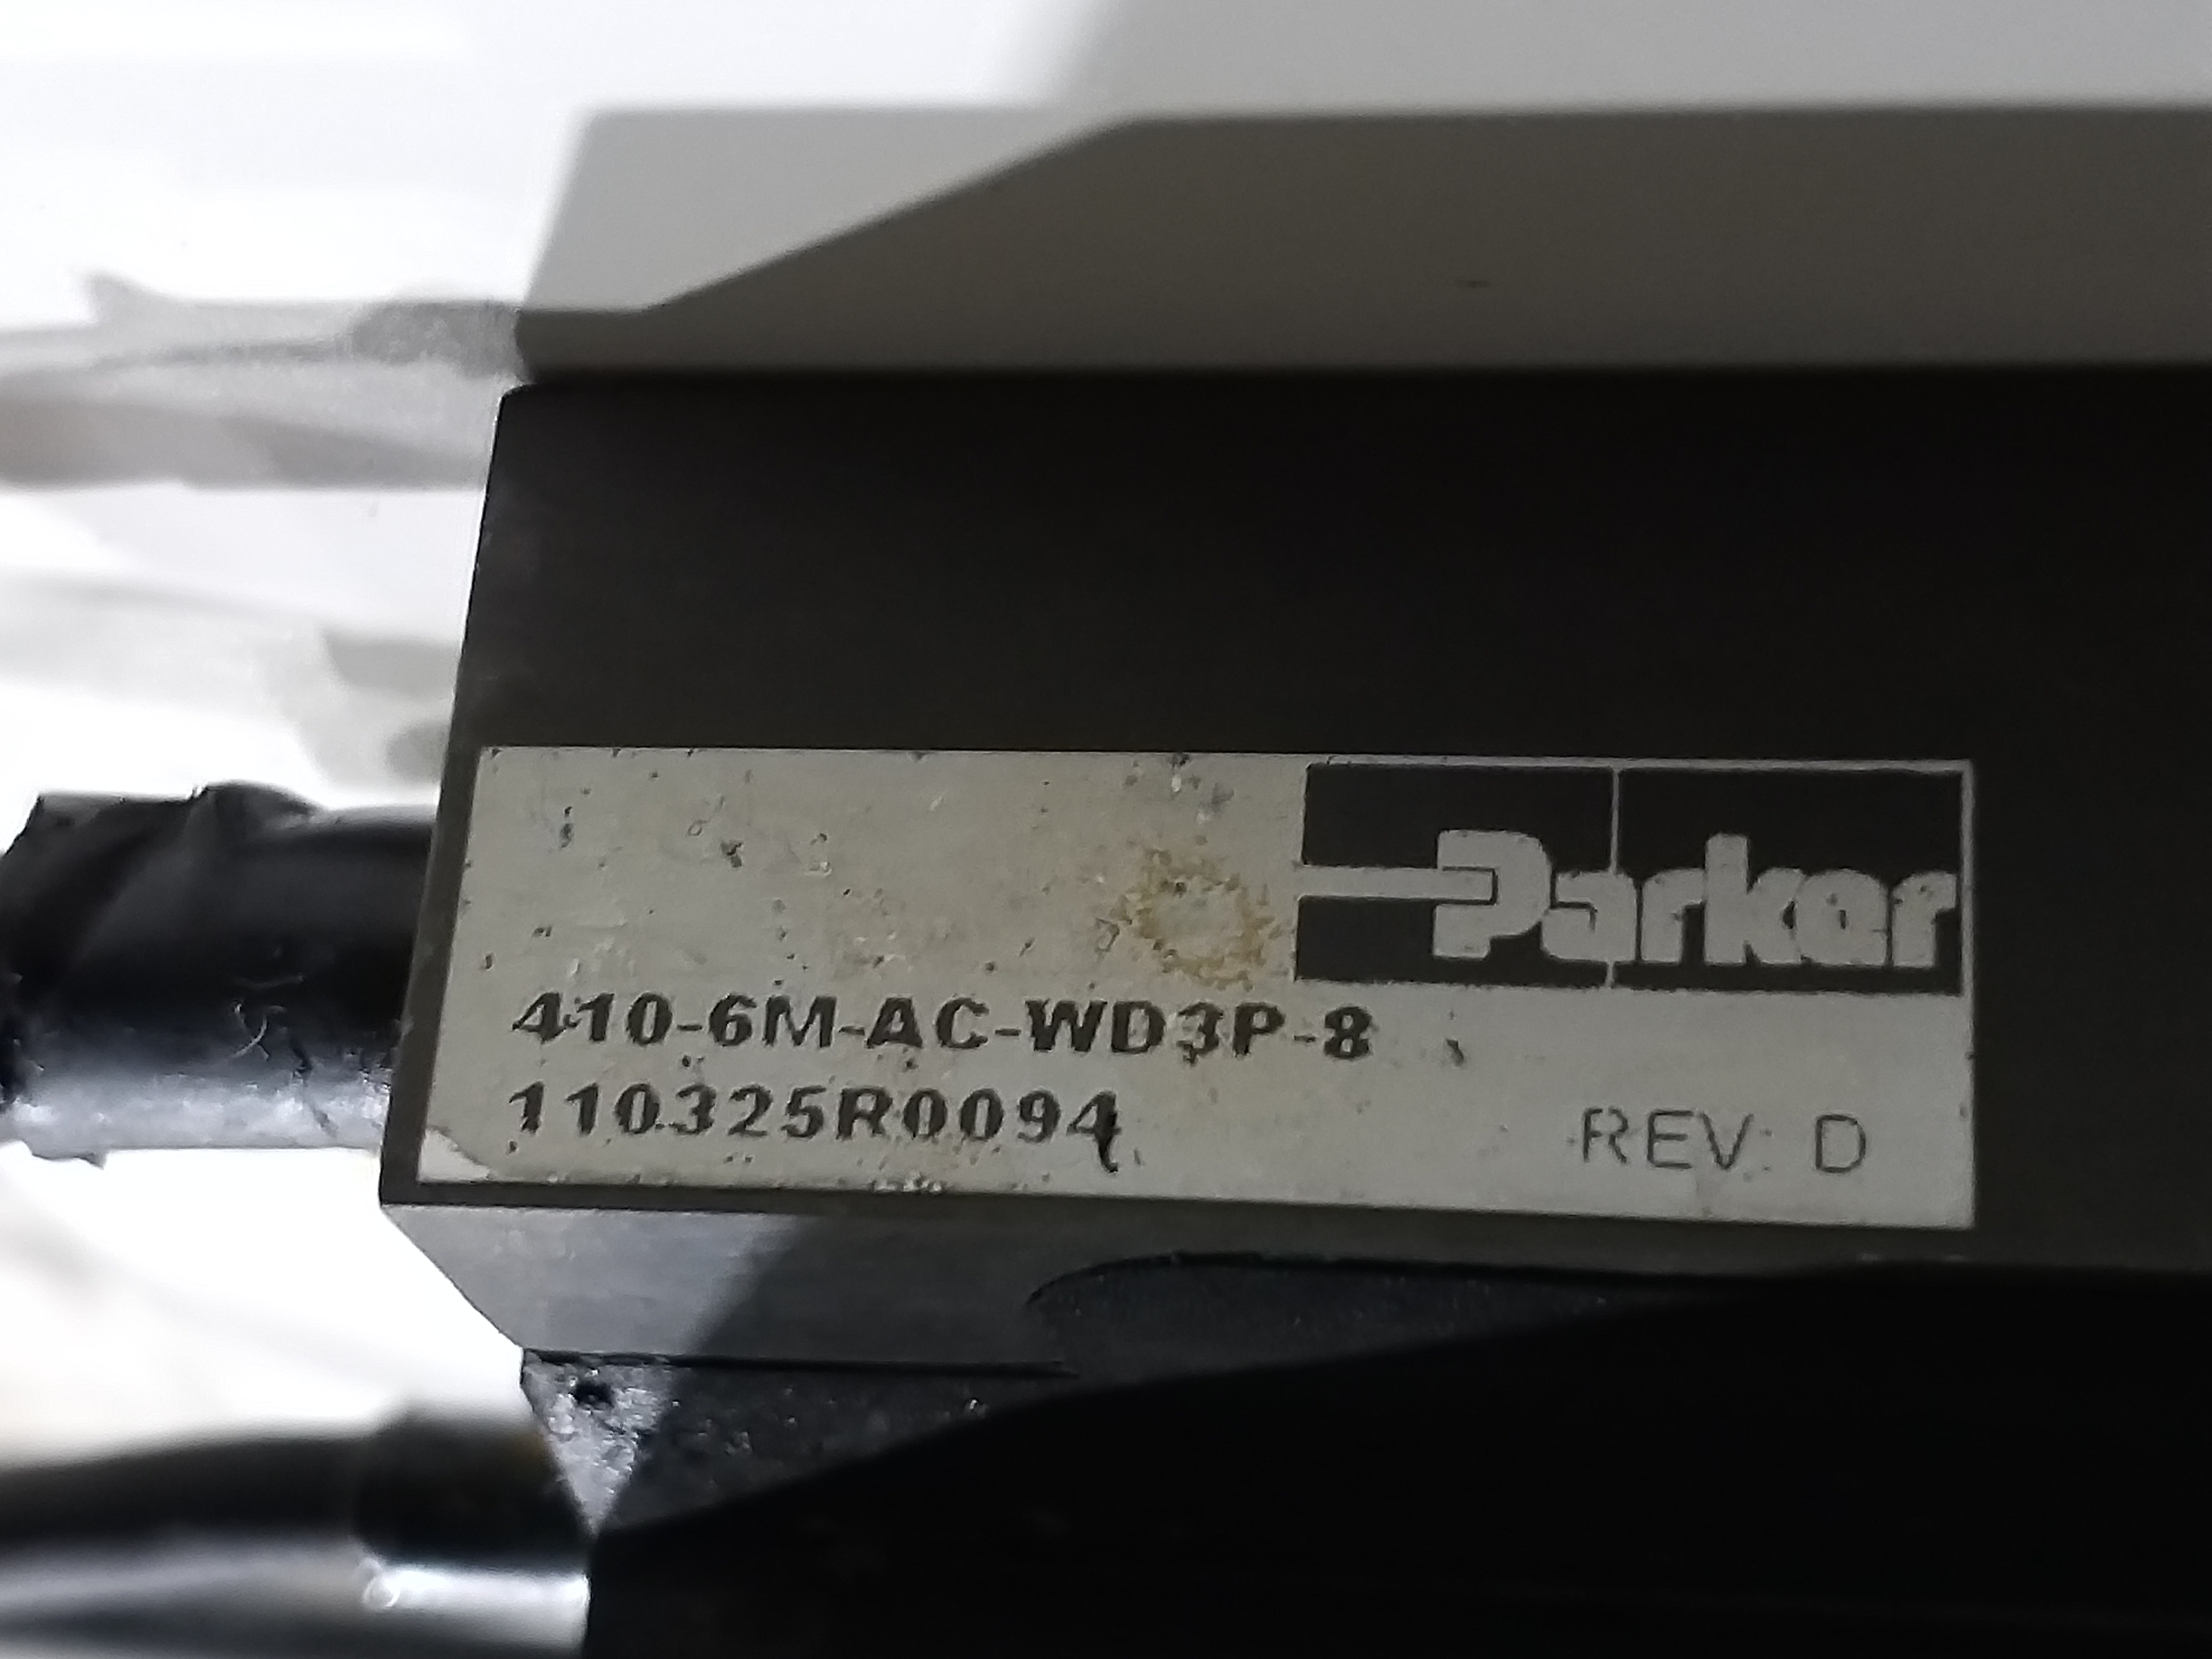 Parker
410-6M-AC-WD3P-8
110325R0094
REV: D